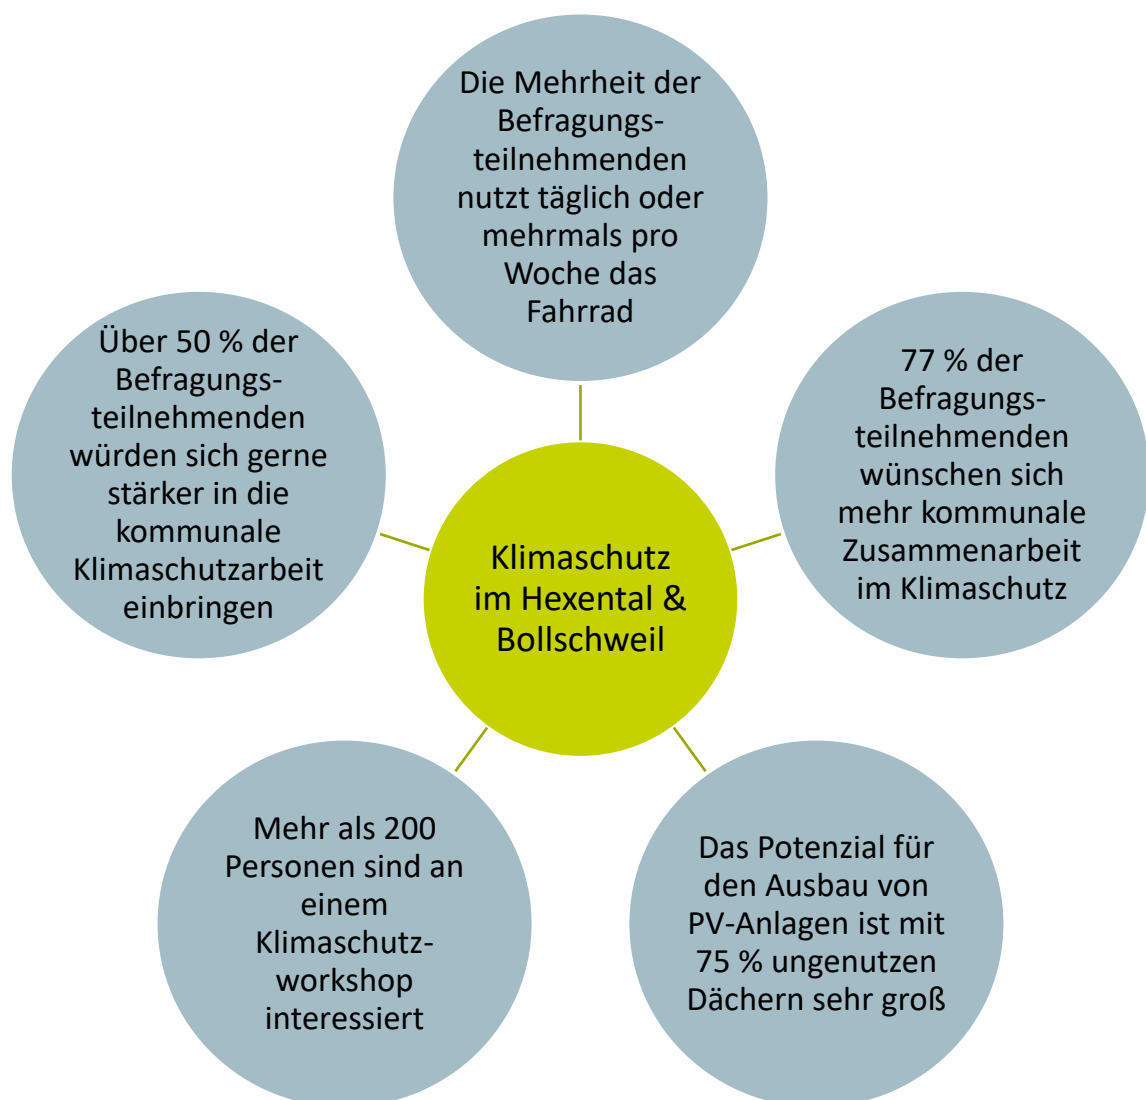 Die Mehrheit der
Befragungs-
teilnehmenden
nutzt täglich oder
mehrmals pro
Woche das
Fahrrad
77 % der
Befragungs-
teilnehmenden
wünschen sich
mehr kommunale
Zusammenarbeit
im Klimaschutz
Das Potenzial für
den Ausbau von
PV-Anlagen ist mit
75 % ungenutzen
Dächern sehr groß
Mehr als 200
Personen sind an
einem
Klimaschutz-
workshop
interessiert
Über 50 % der
Befragungs-
teilnehmenden
würden sich gerne
stärker in die
kommunale
Klimaschutzarbeit
einbringen
Klimaschutz
im Hexental &
Bollschweil